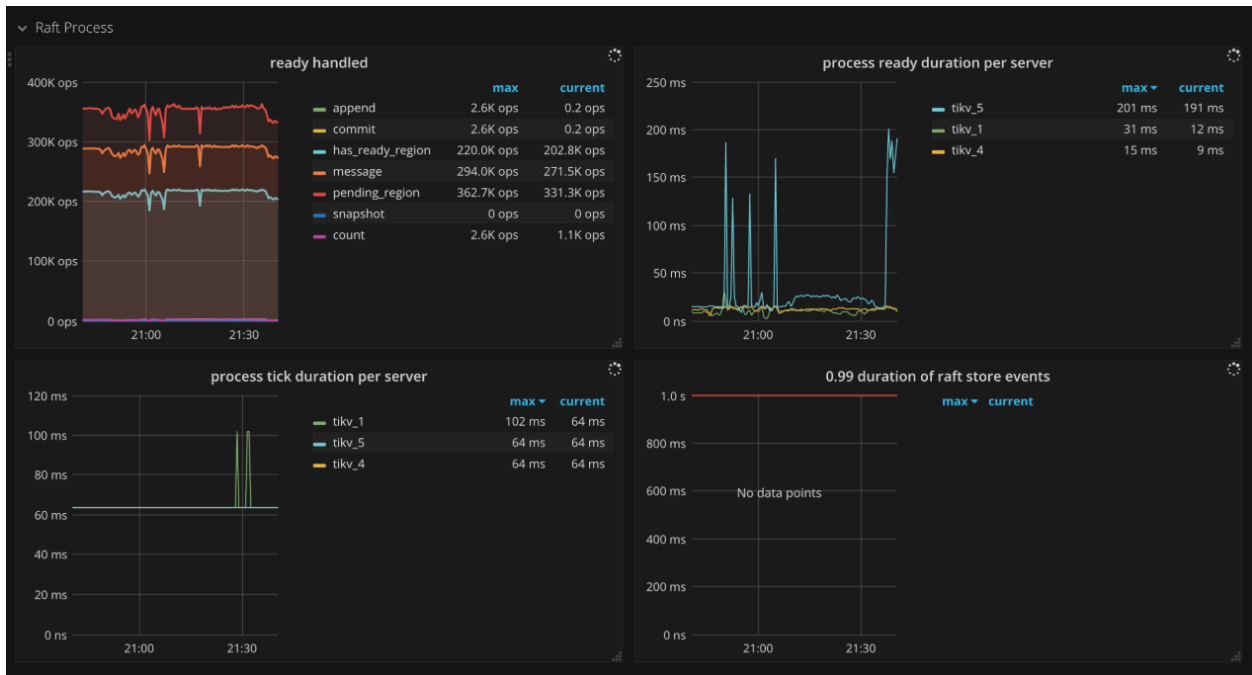 Raft Process
ready handled
400K ops
300K ops
200K ops
100K ops
0 ops
21:00 21:30
max current
append 2.6K ops 0.2 ops
commit 2.6K ops 0.2 ops
has_ready_region 220.0K ops 202.8K ops
message 294.0K ops 271.5K ops
pending_region 362.7K ops 331.3K ops
snapshot 0 ops 0 ops
count 2.6K ops 1.1K ops
process ready duration per server
250 ms
200 ms
150 ms
100 ms
50 ms
0 ns
21:00 21:30
max current
tikv_5 201 ms 191 ms
tikv_1 31 ms 12 ms
tikv_4 15 ms 9 ms
process tick duration per server
120 ms
100 ms
80 ms
60 ms
40 ms
20 ms
0 ns
21:00 21:30
max current
tikv_1 102 ms 64 ms
tikv_5 64 ms 64 ms
tikv_4 64 ms 64 ms
0.99 duration of raft store events
1.0 s
800 ms
600 ms
400 ms
200 ms
0 ns
21:00 21:30
No data points
max current